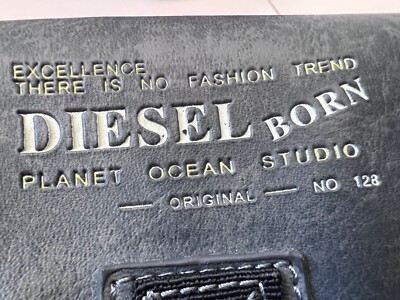 EXCELLENCE
THERE IS NO FASHION TREND
DIESEL BORN
PLANET OCEAN STUDIO
— ORIGINAL — NO 128